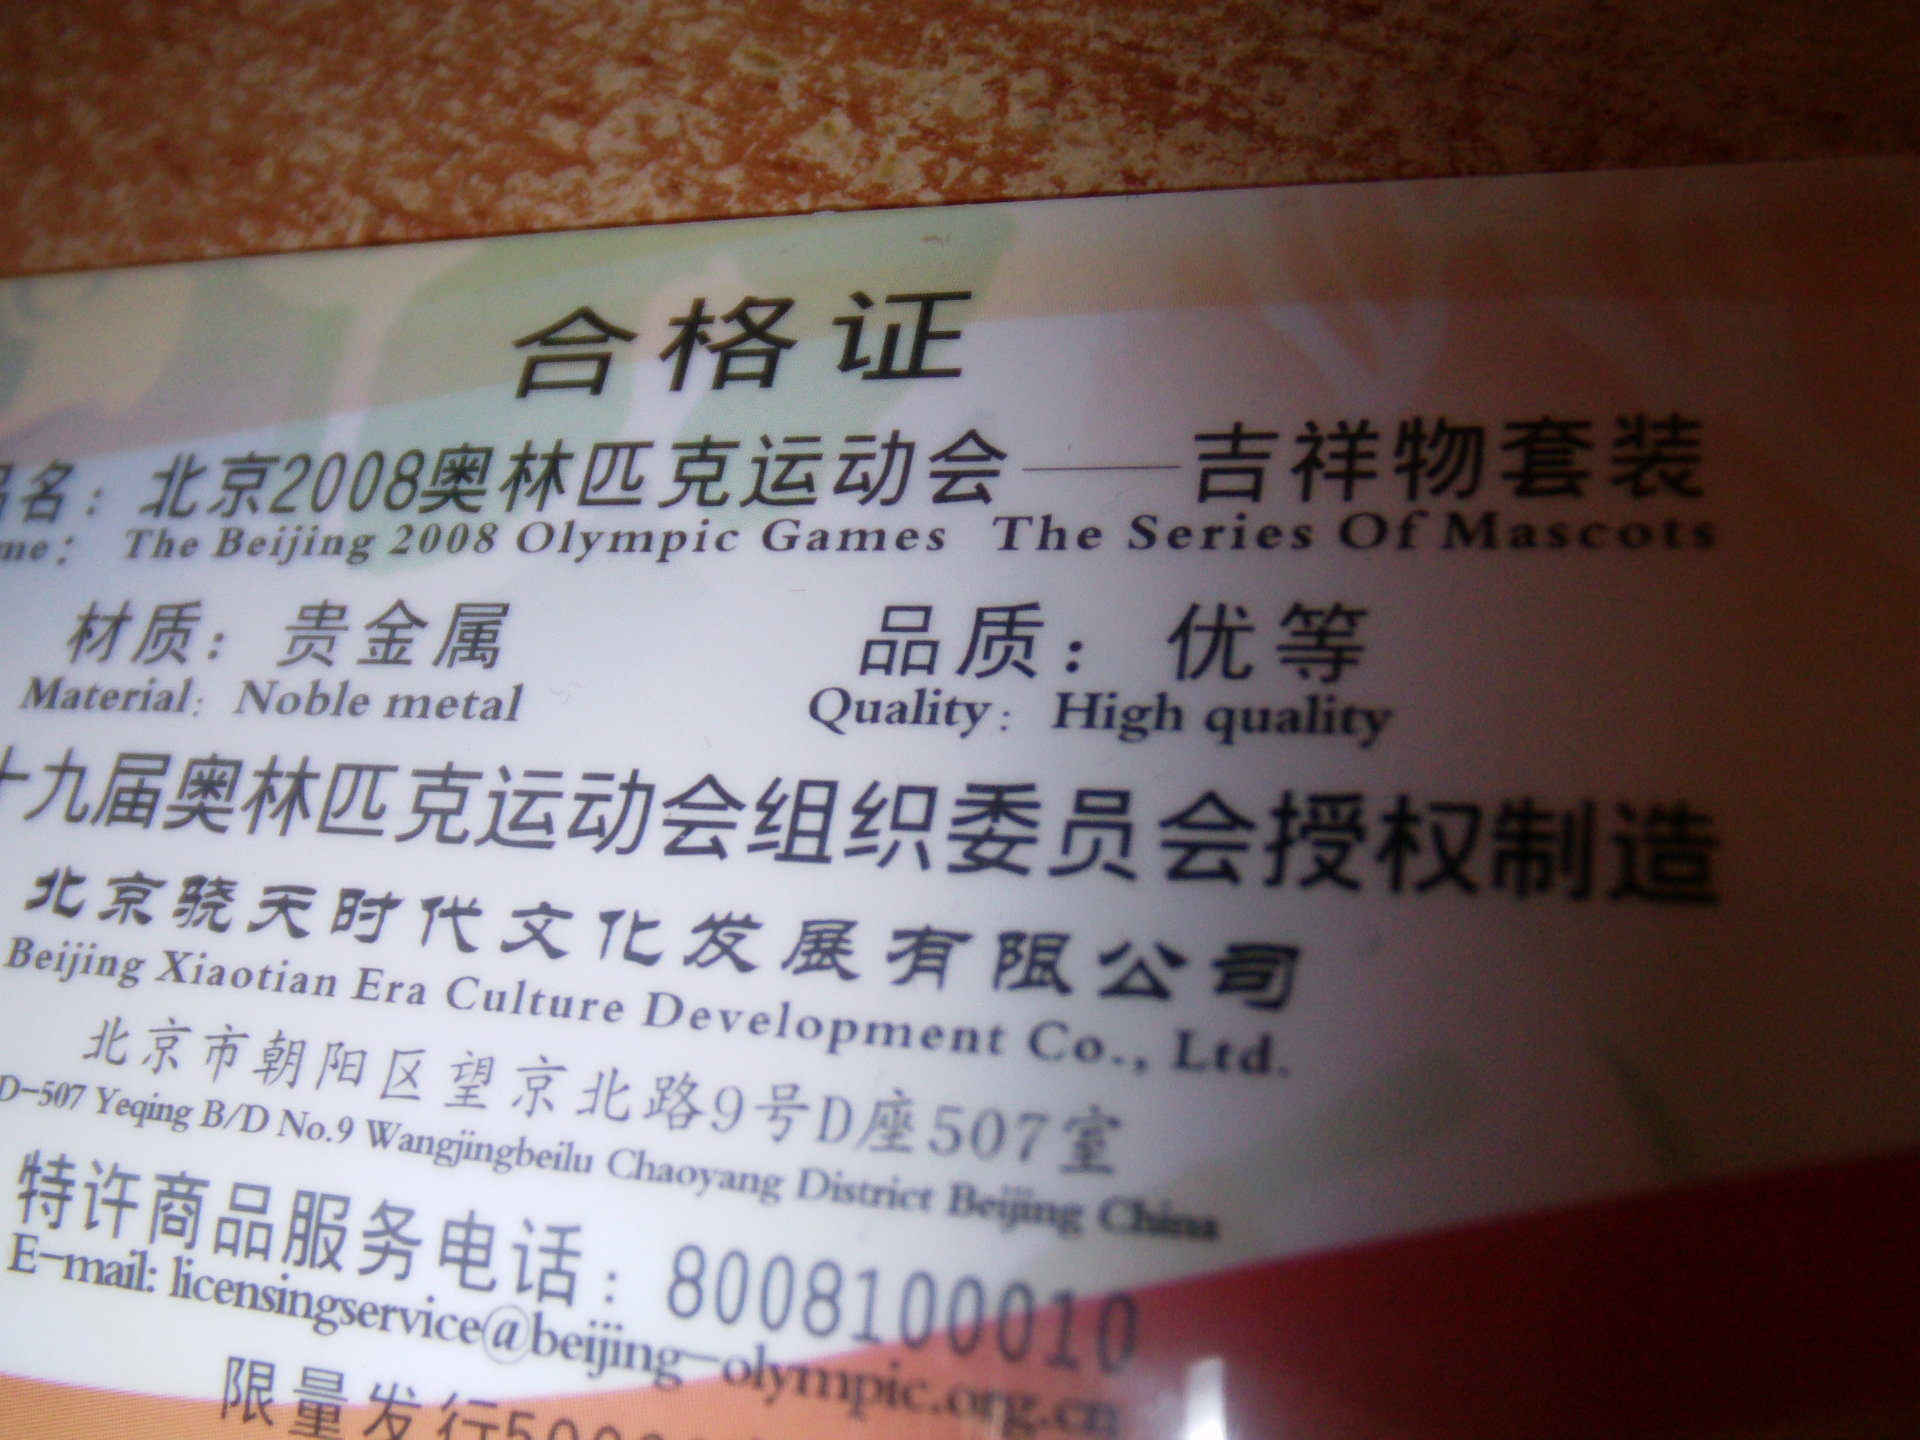 合格证
品名：北京2008奥林匹克运动会——吉祥物套装
me: The Beijing 2008 Olympic Games The Series Of Mascots
材质：贵金属 品质：优等
Material: Noble metal Quality: High quality
十九届奥林匹克运动会组织委员会授权制造
北京骁天时代文化发展有限公司
Beijing Xiaotian Era Culture Development Co., Ltd.
北京市朝阳区望京北路9号D座507室
D-507 Yeqing B/D No.9 Wangjingbeilu Chaoyang District Beijing China
特许商品服务电话：8008100010
E-mail: licensingservice@beijing-olympic.org.cn
限量发行